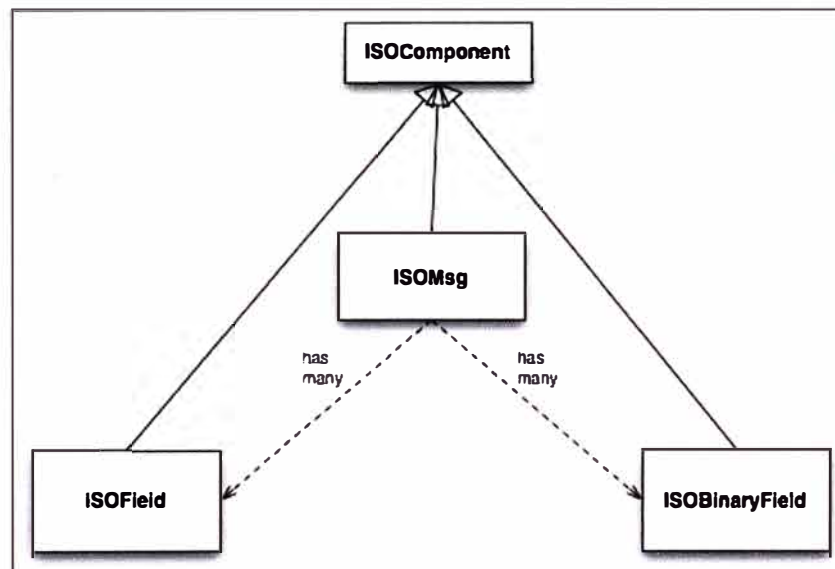 ISOComponent
ISOMsg
has
many
has
many
ISOField
ISOBinaryField